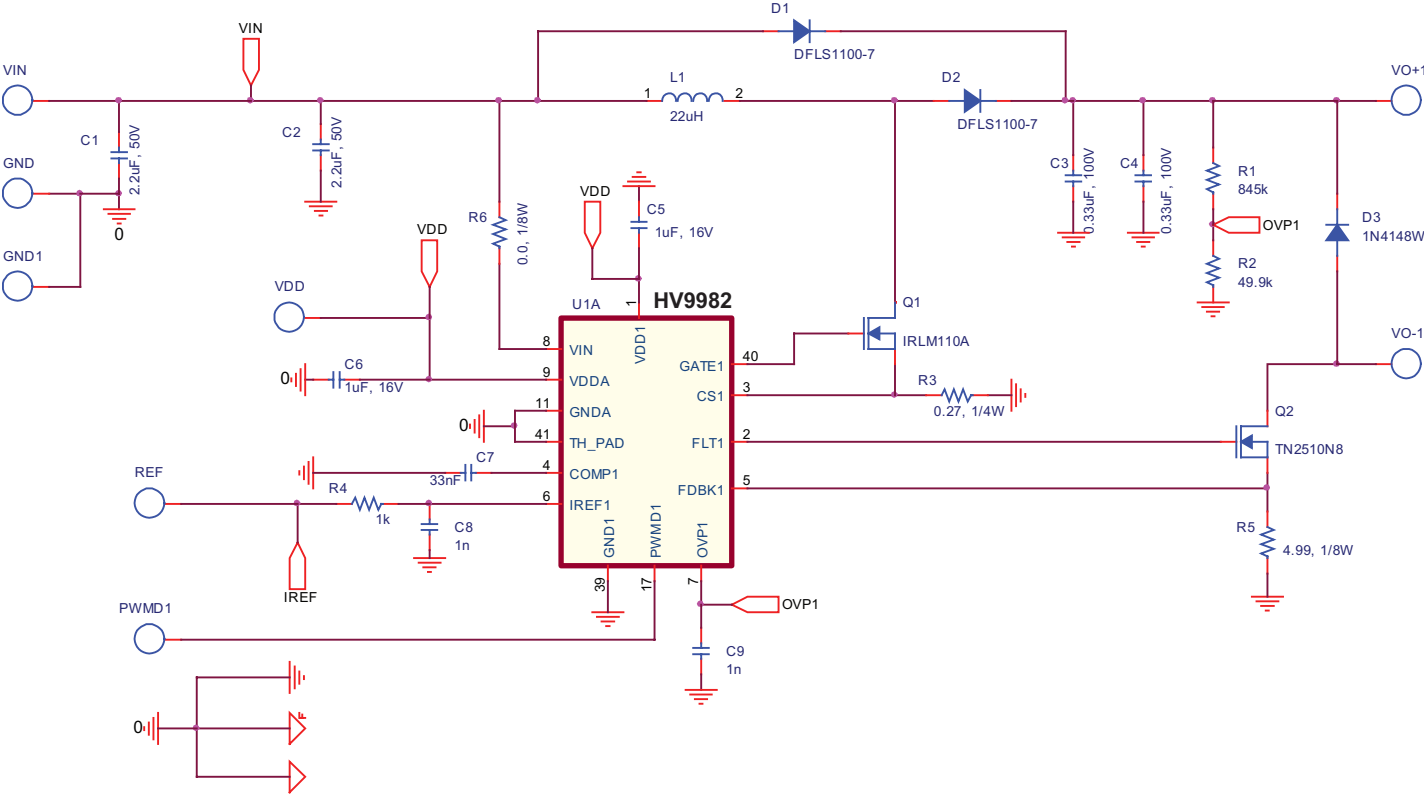 D1
DFLS1100-7
VIN
VIN
L1
1
2
22uH
D2
DFLS1100-7
VO+1
C1
2.2uF, 50V
C2
2.2uF, 50V
C3
0.33uF, 100V
C4
0.33uF, 100V
R1
845k
OVP1
R2
49.9k
D3
1N4148W
GND
0
GND1
R6
0.0, 1/8W
VDD
C5
1uF, 16V
VDD
VDD
U1A
HV9982
1
VDD1
Q1
IRLM110A
VO-1
8
VIN
GATE1
40
0
C6
1uF, 16V
9
VDDA
CS1
3
R3
0.27, 1/4W
11
GNDA
0
41
TH_PAD
FLT1
2
Q2
TN2510N8
C7
33nF
4
COMP1
FDBK1
5
REF
R4
1k
6
IREF1
C8
1n
R5
4.99, 1/8W
GND1
PWMD1
OVP1
39
17
7
IREF
OVP1
PWMD1
C9
1n
0
F